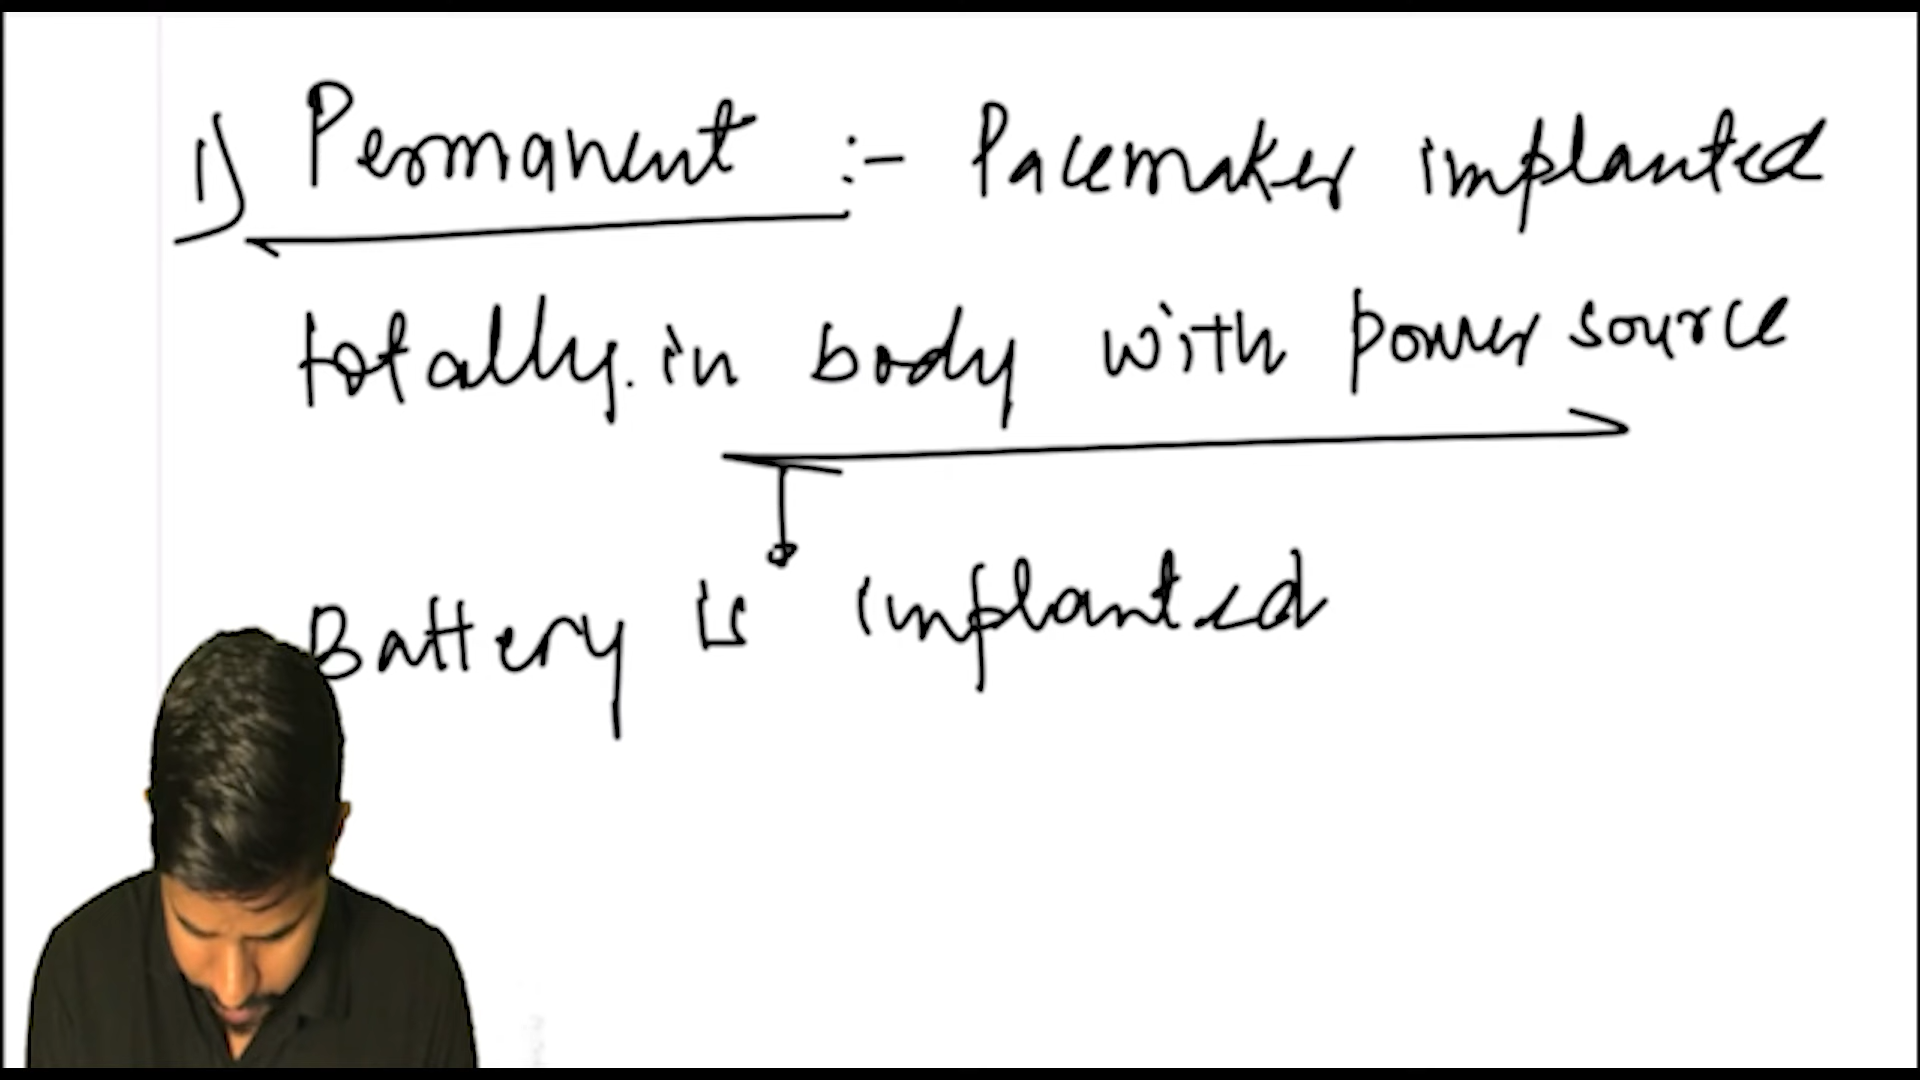 1) Permanent :- Pacemaker implanted
totally. in body with power source
Battery is implanted